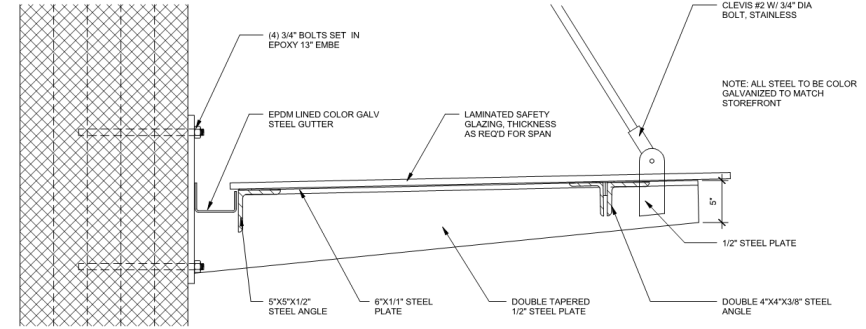 CLEVIS #2 W/ 3/4" DIA
BOLT, STAINLESS
(4) 3/4" BOLTS SET IN
EPOXY 13" EMBE
NOTE: ALL STEEL TO BE COLOR
GALVANIZED TO MATCH
STOREFRONT
EPDM LINED COLOR GALV
STEEL GUTTER
LAMINATED SAFETY
GLAZING, THICKNESS
AS REQ'D FOR SPAN
5"
1/2" STEEL PLATE
5"X5"X1/2"
STEEL ANGLE
6"X1/1" STEEL
PLATE
DOUBLE TAPERED
1/2" STEEL PLATE
DOUBLE 4"X4"X3/8" STEEL
ANGLE